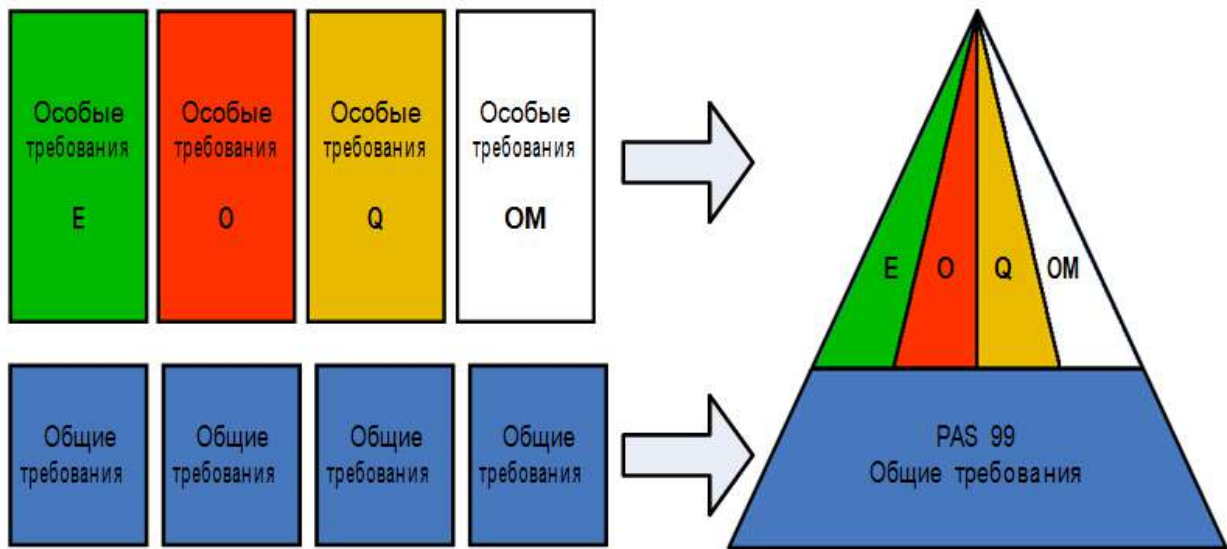 Особые
требования
E
Особые
требования
O
Особые
требования
Q
Особые
требования
OM
E
O
Q
OM
Общие
требования
Общие
требования
Общие
требования
Общие
требования
PAS 99
Общие требования